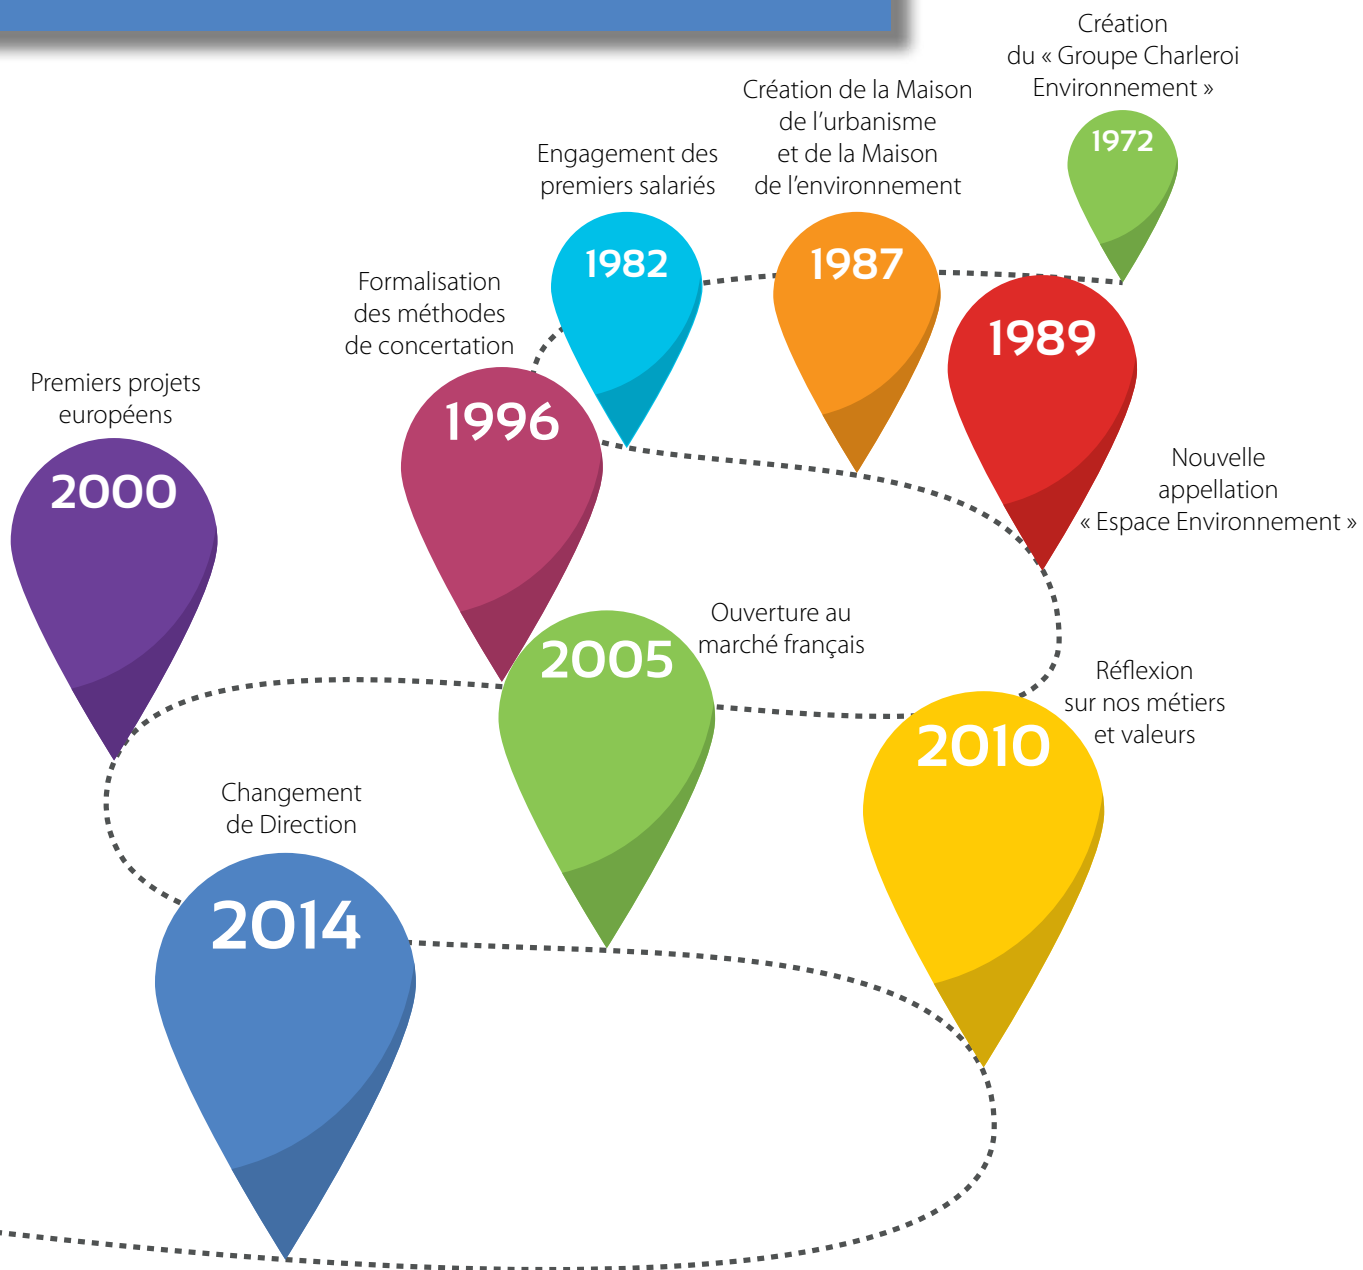 Création
du « Groupe Charleroi
Environnement »
1972
Engagement des
premiers salariés
1982
Création de la Maison
de l’urbanisme
et de la Maison
de l’environnement
1987
Nouvelle
appellation
« Espace Environnement »
1989
Formalisation
des méthodes
de concertation
1996
Premiers projets
européens
2000
Ouverture au
marché français
2005
Réflexion
sur nos métiers
et valeurs
2010
Changement
de Direction
2014